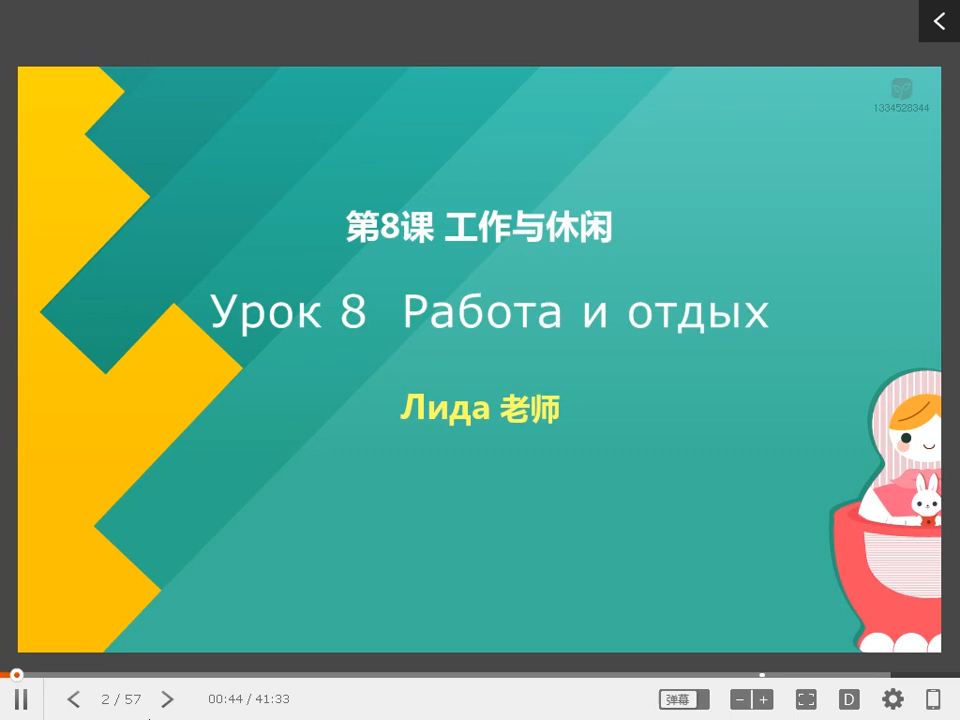 1334528344
第8课 工作与休闲
Урок 8 Работа и отдых
Лида 老师
2 / 57
00:44 / 41:33
弹幕
D